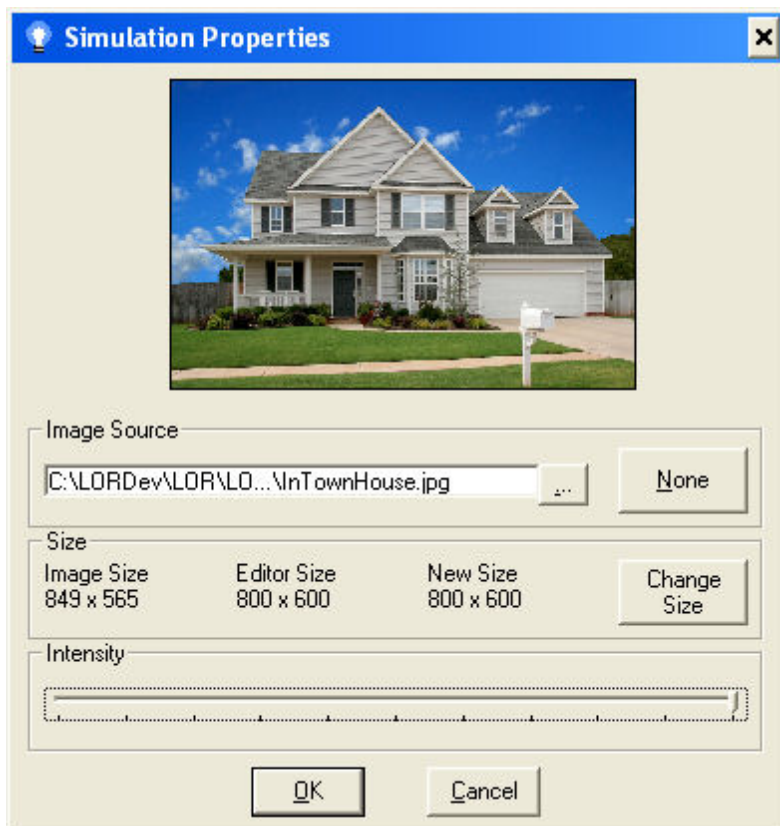 Simulation Properties
Image Source
C:\LORDev\LOR\LO...\InTownHouse.jpg
...
None
Size
Image Size Editor Size New Size
849 x 565 800 x 600 800 x 600
Change
Size
Intensity
OK Cancel